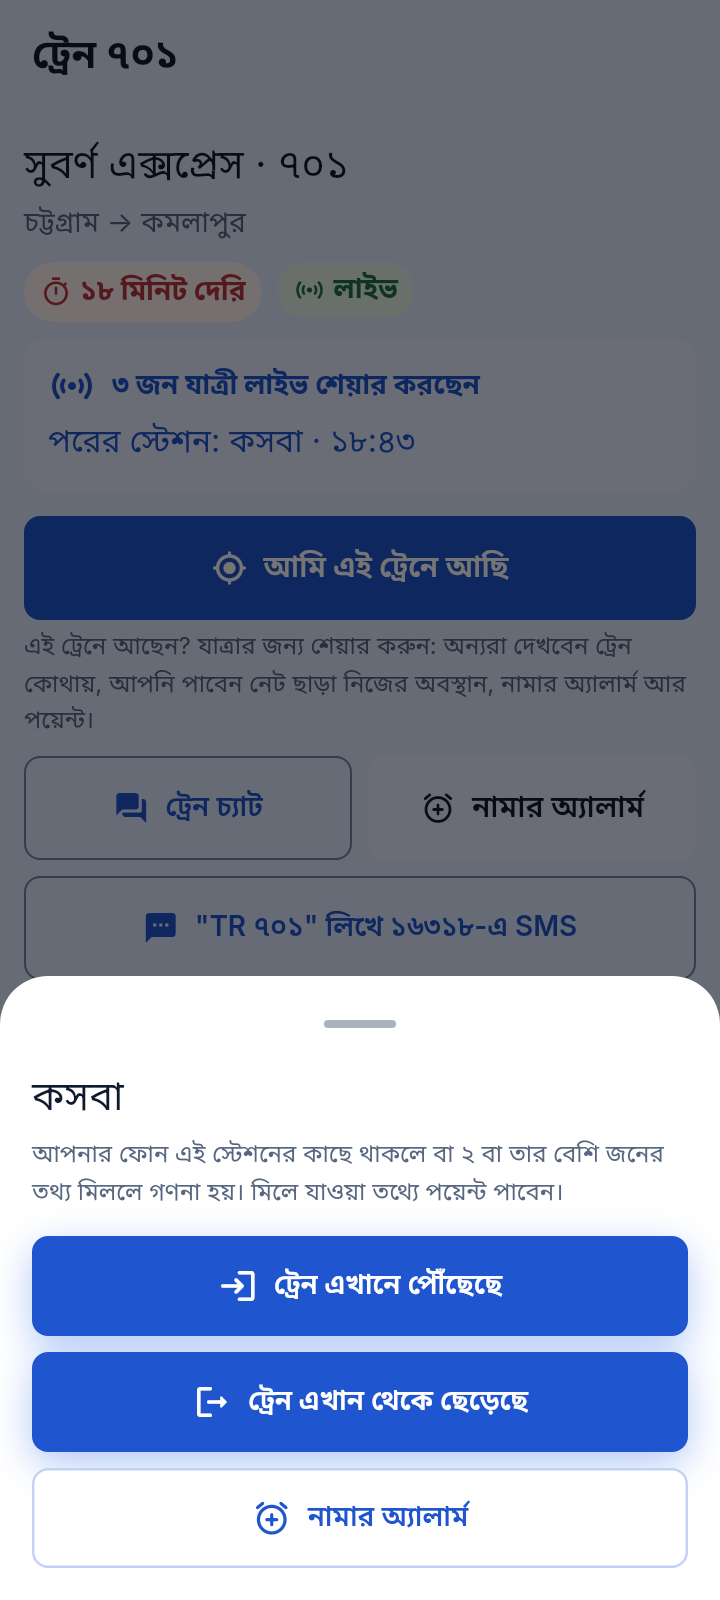 ট্রেন ৭০১
সুবর্ণ এক্সপ্রেস · ৭০১
চট্টগ্রাম → কমলাপুর
১৮ মিনিট দেরি
লাইভ
৩ জন যাত্রী লাইভ শেয়ার করছেন
পরের স্টেশন: কসবা · ১৮:৪৩
আমি এই ট্রেনে আছি
এই ট্রেনে আছেন? যাত্রার জন্য শেয়ার করুন: অন্যরা দেখবেন ট্রেন
কোথায়, আপনি পাবেন নেট ছাড়া নিজের অবস্থান, নামার অ্যালার্ম আর
পয়েন্ট।
ট্রেন চ্যাট
নামার অ্যালার্ম
"TR ৭০১" লিখে ১৬৩১৮-এ SMS
কসবা
আপনার ফোন এই স্টেশনের কাছে থাকলে বা ২ বা তার বেশি জনের
তথ্য মিললে গণনা হয়। মিলে যাওয়া তথ্যে পয়েন্ট পাবেন।
ট্রেন এখানে পৌঁছেছে
ট্রেন এখান থেকে ছেড়েছে
নামার অ্যালার্ম